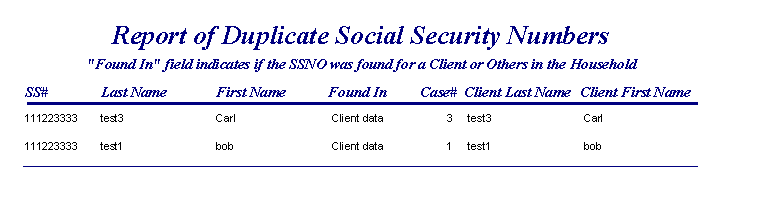 Report of Duplicate Social Security Numbers
"Found In" field indicates if the SSNO was found for a Client or Others in the Household
SS# Last Name First Name Found In Case# Client Last Name Client First Name
111223333 test3 Carl Client data 3 test3 Carl
111223333 test1 bob Client data 1 test1 bob